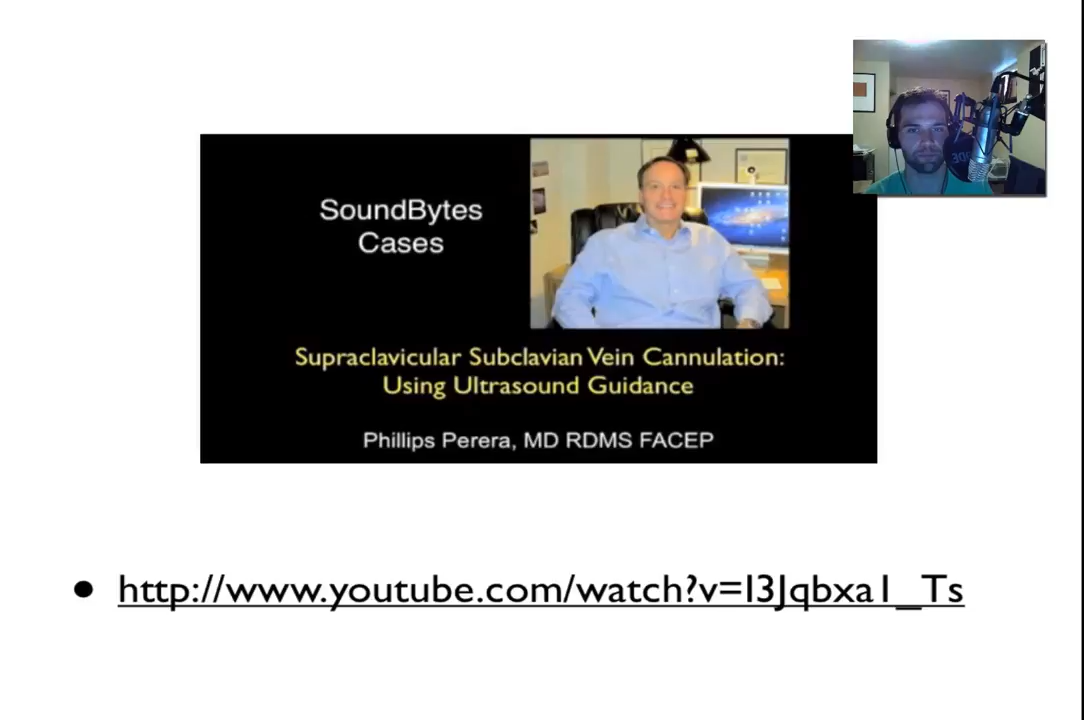 SoundBytes
Cases
Supraclavicular Subclavian Vein Cannulation:
Using Ultrasound Guidance
Phillips Perera, MD RDMS FACEP
• http://www.youtube.com/watch?v=l3Jqbxa1_Ts